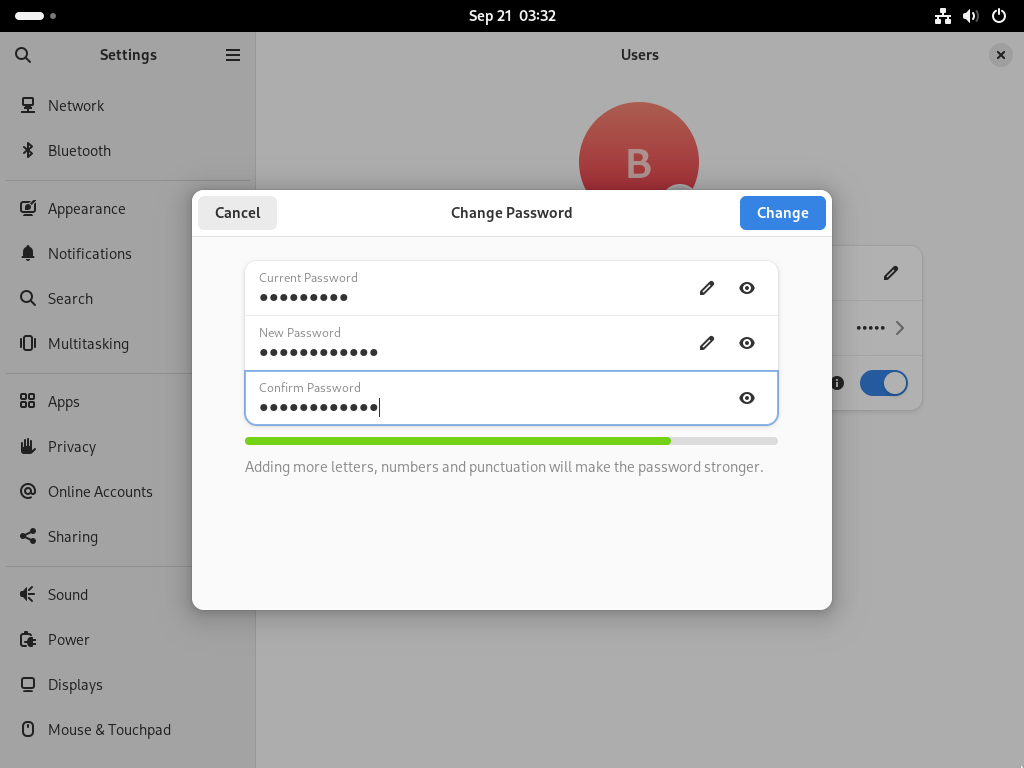 Sep 21 03:32
Settings
Users
Network
Bluetooth
Appearance
Notifications
Search
Multitasking
Apps
Privacy
Online Accounts
Sharing
Sound
Power
Displays
Mouse & Touchpad
B
Cancel
Change Password
Change
Current Password
●●●●●●●●●
New Password
●●●●●●●●●●●●
Confirm Password
●●●●●●●●●●●●
Adding more letters, numbers and punctuation will make the password stronger.
•••••